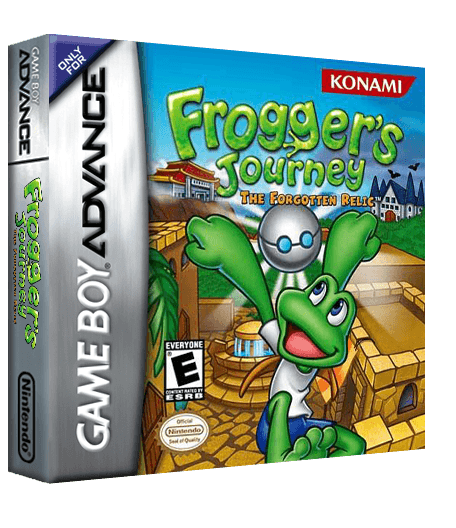 GAME BOY
ADVANCE
Frogger's
Journey
Nintendo
GAME BOY ADVANCE
ONLY
FOR
KONAMI
Frogger's
Journey
THE FORGOTTEN RELIC
EVERYONE
E
CONTENT RATED BY
ESRB
Official
Nintendo
Seal of Quality